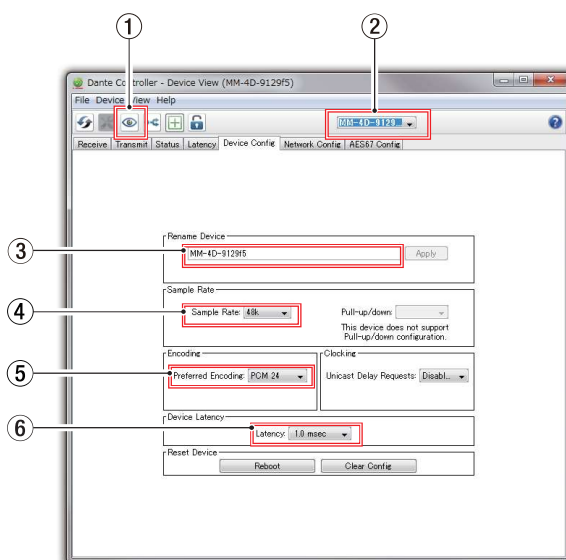 1
2
Dante Controller - Device View (MM-4D-9129f5)
File Device View Help
MM-4D-9129...
?
Receive Transmit Status Latency Device Config Network Config AES67 Config
Rename Device
3
MM-4D-9129f5 Apply
Sample Rate
4
Sample Rate: 48k Pull-up/down:
This device does not support
Pull-up/down configuration.
Encoding Clocking
5
Preferred Encoding: PCM 24 Unicast Delay Requests: Disabl...
Device Latency
6
Latency: 1.0 msec
Reset Device
Reboot Clear Config